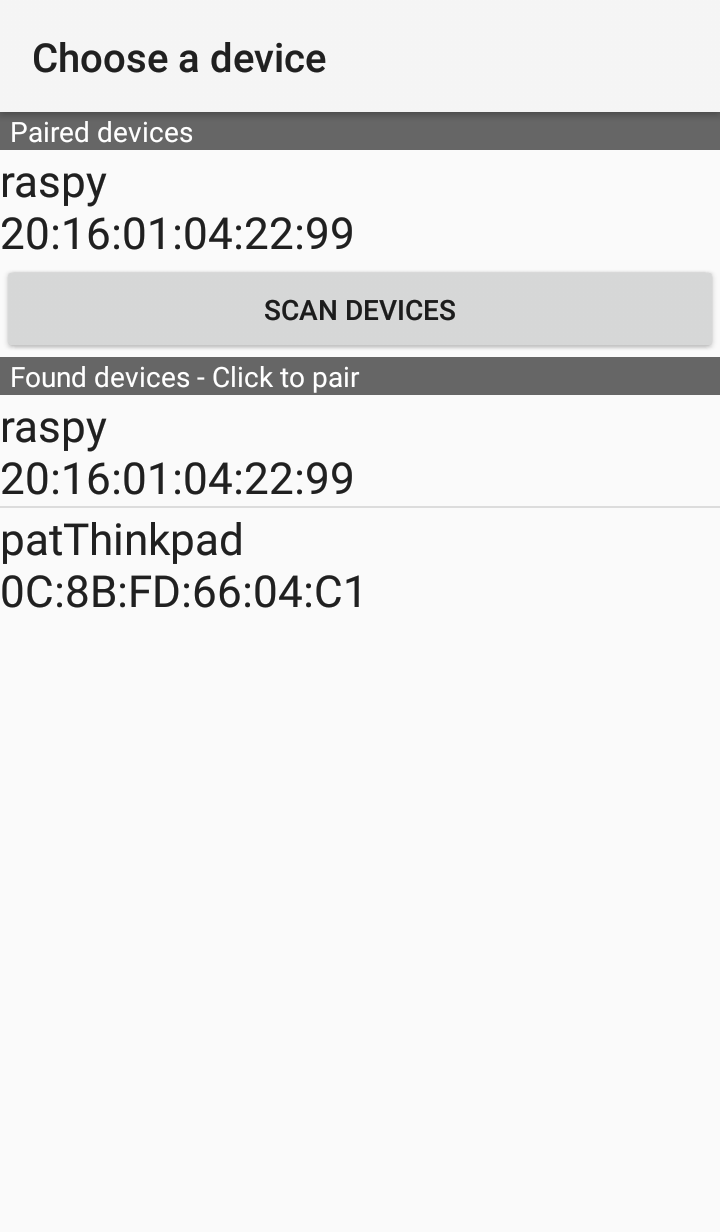 Choose a device
Paired devices
raspy
20:16:01:04:22:99
SCAN DEVICES
Found devices - Click to pair
raspy
20:16:01:04:22:99
patThinkpad
0C:8B:FD:66:04:C1